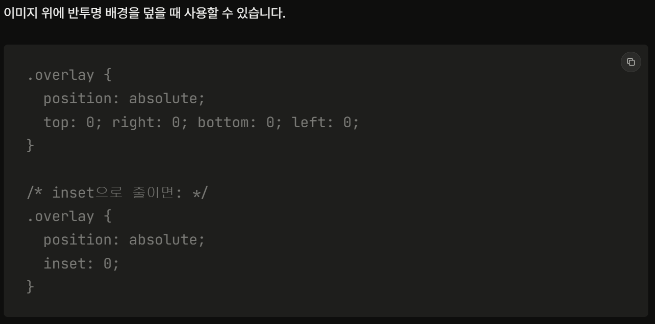 이미지 위에 반투명 배경을 덮을 때 사용할 수 있습니다.
.overlay {
  position: absolute;
  top: 0; right: 0; bottom: 0; left: 0;
}
/* inset으로 줄이면: */
.overlay {
  position: absolute;
  inset: 0;
}